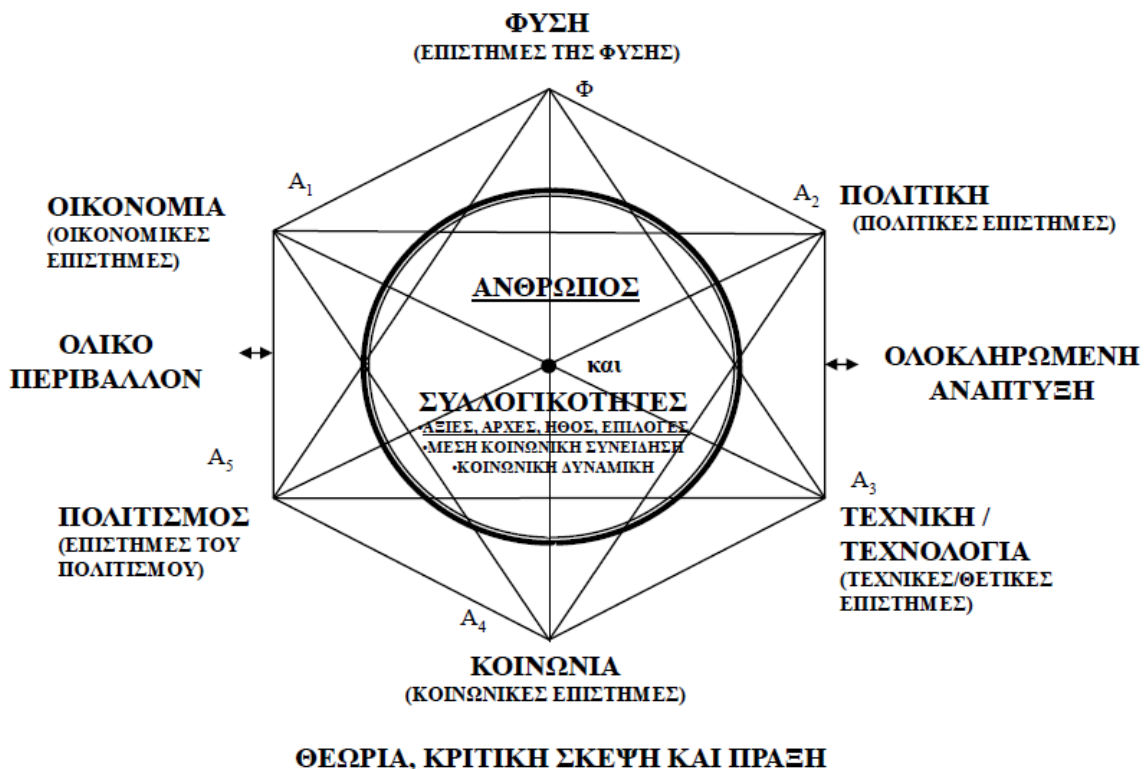 ΦΥΣΗ
(ΕΠΙΣΤΗΜΕΣ ΤΗΣ ΦΥΣΗΣ)
Φ
Α1
ΟΙΚΟΝΟΜΙΑ
(ΟΙΚΟΝΟΜΙΚΕΣ
ΕΠΙΣΤΗΜΕΣ)
Α2
ΠΟΛΙΤΙΚΗ
(ΠΟΛΙΤΙΚΕΣ ΕΠΙΣΤΗΜΕΣ)
ΑΝΘΡΩΠΟΣ
και
ΣΥΛΛΟΓΙΚΟΤΗΤΕΣ
•ΑΞΙΕΣ, ΑΡΧΕΣ, ΗΘΟΣ, ΕΠΙΛΟΓΕΣ
•ΜΕΣΗ ΚΟΙΝΩΝΙΚΗ ΣΥΝΕΙΔΗΣΗ
•ΚΟΙΝΩΝΙΚΗ ΔΥΝΑΜΙΚΗ
ΟΛΙΚΟ
ΠΕΡΙΒΑΛΛΟΝ
ΟΛΟΚΛΗΡΩΜΕΝΗ
ΑΝΑΠΤΥΞΗ
Α5
ΠΟΛΙΤΙΣΜΟΣ
(ΕΠΙΣΤΗΜΕΣ ΤΟΥ
ΠΟΛΙΤΙΣΜΟΥ)
Α3
ΤΕΧΝΙΚΗ /
ΤΕΧΝΟΛΟΓΙΑ
(ΤΕΧΝΙΚΕΣ/ΘΕΤΙΚΕΣ
ΕΠΙΣΤΗΜΕΣ)
Α4
ΚΟΙΝΩΝΙΑ
(ΚΟΙΝΩΝΙΚΕΣ ΕΠΙΣΤΗΜΕΣ)
ΘΕΩΡΙΑ, ΚΡΙΤΙΚΗ ΣΚΕΨΗ ΚΑΙ ΠΡΑΞΗ